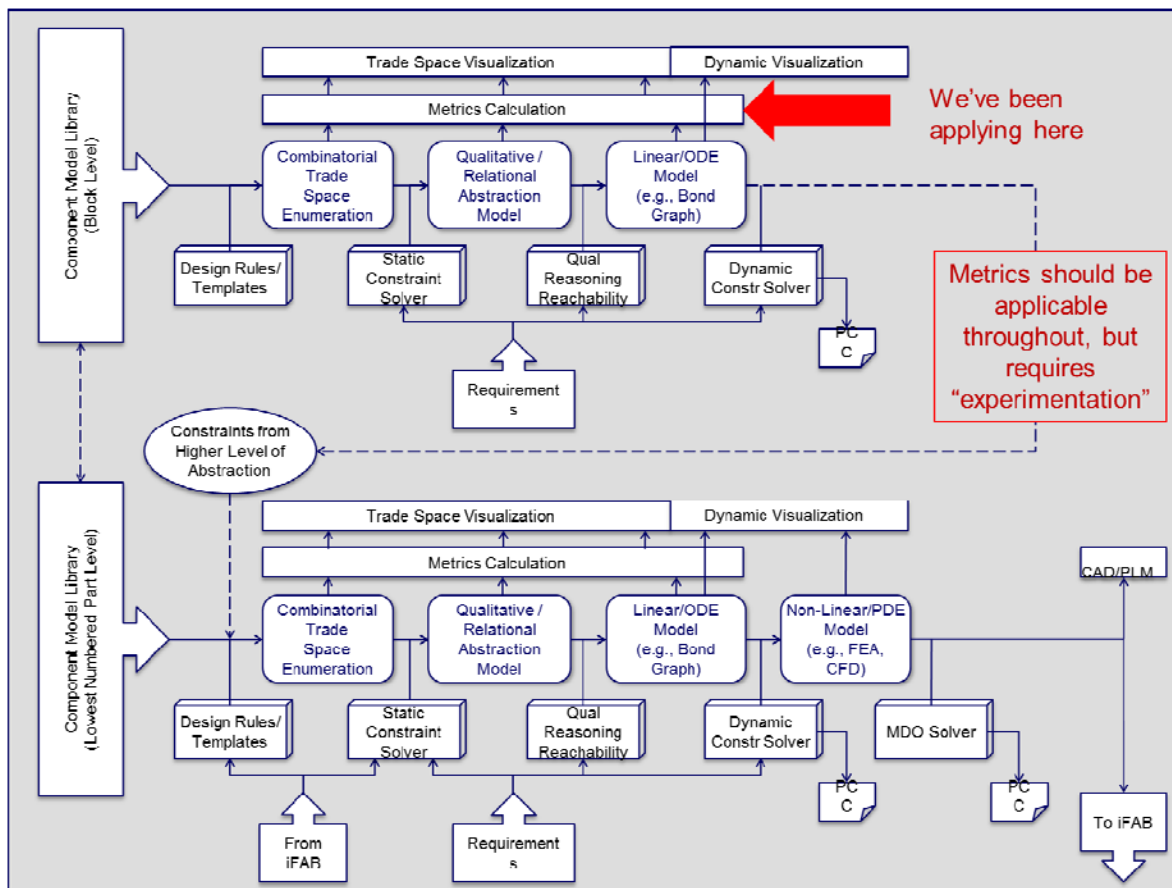 Component Model Library
(Block Level)
Trade Space Visualization
Dynamic Visualization
Metrics Calculation
We've been
applying here
Combinatorial
Trade
Space
Enumeration
Qualitative /
Relational
Abstraction
Model
Linear/ODE
Model
(e.g., Bond
Graph)
Design Rules/
Templates
Static
Constraint
Solver
Qual
Reasoning
Reachability
Dynamic
Constr Solver
PC
C
Requirement
s
Metrics should be
applicable
throughout, but
requires
“experimentation”
Constraints from
Higher Level of
Abstraction
Component Model Library
(Lowest Numbered Part Level)
Trade Space Visualization
Dynamic Visualization
Metrics Calculation
Combinatorial
Trade
Space
Enumeration
Qualitative /
Relational
Abstraction
Model
Linear/ODE
Model
(e.g., Bond
Graph)
Non-Linear/PDE
Model
(e.g., FEA,
CFD)
CAD/PLM
Design Rules/
Templates
Static
Constraint
Solver
Qual
Reasoning
Reachability
Dynamic
Constr Solver
MDO Solver
PC
C
PC
C
From
iFAB
Requirement
s
To iFAB